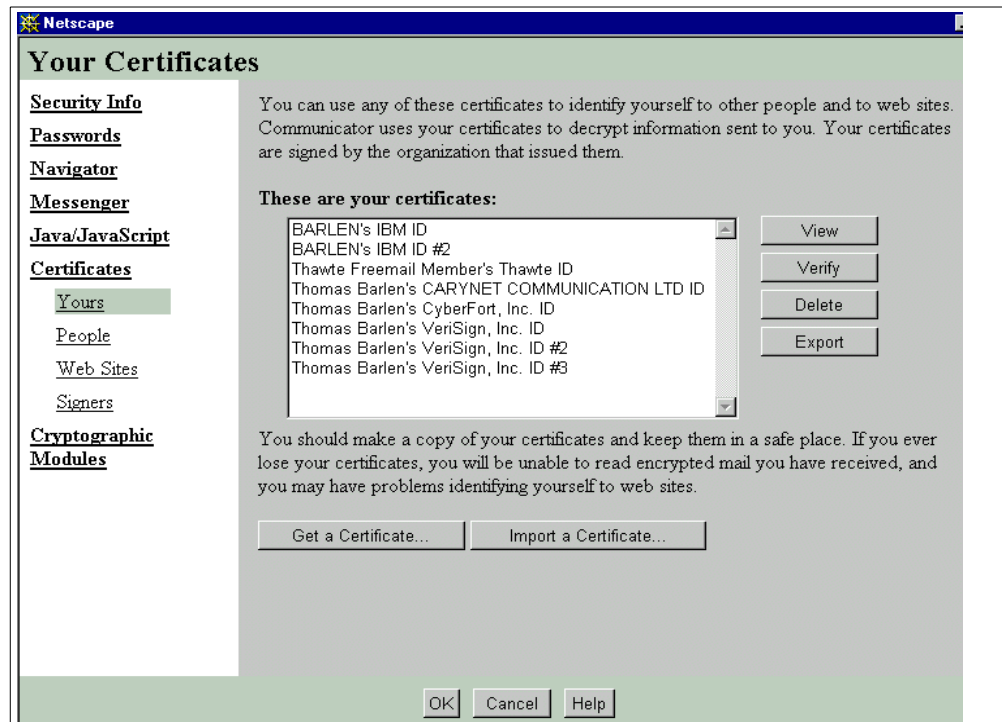 Netscape
Your Certificates
Security Info
Passwords
Navigator
Messenger
Java/JavaScript
Certificates
Yours
People
Web Sites
Signers
Cryptographic
Modules
You can use any of these certificates to identify yourself to other people and to web sites.
Communicator uses your certificates to decrypt information sent to you. Your certificates
are signed by the organization that issued them.
These are your certificates:
BARLEN's IBM ID
BARLEN's IBM ID #2
Thawte Freemail Member's Thawte ID
Thomas Barlen's CARYNET COMMUNICATION LTD ID
Thomas Barlen's CyberFort, Inc. ID
Thomas Barlen's VeriSign, Inc. ID
Thomas Barlen's VeriSign, Inc. ID #2
Thomas Barlen's VeriSign, Inc. ID #3
View
Verify
Delete
Export
You should make a copy of your certificates and keep them in a safe place. If you ever
lose your certificates, you will be unable to read encrypted mail you have received, and
you may have problems identifying yourself to web sites.
Get a Certificate...
Import a Certificate...
OK
Cancel
Help